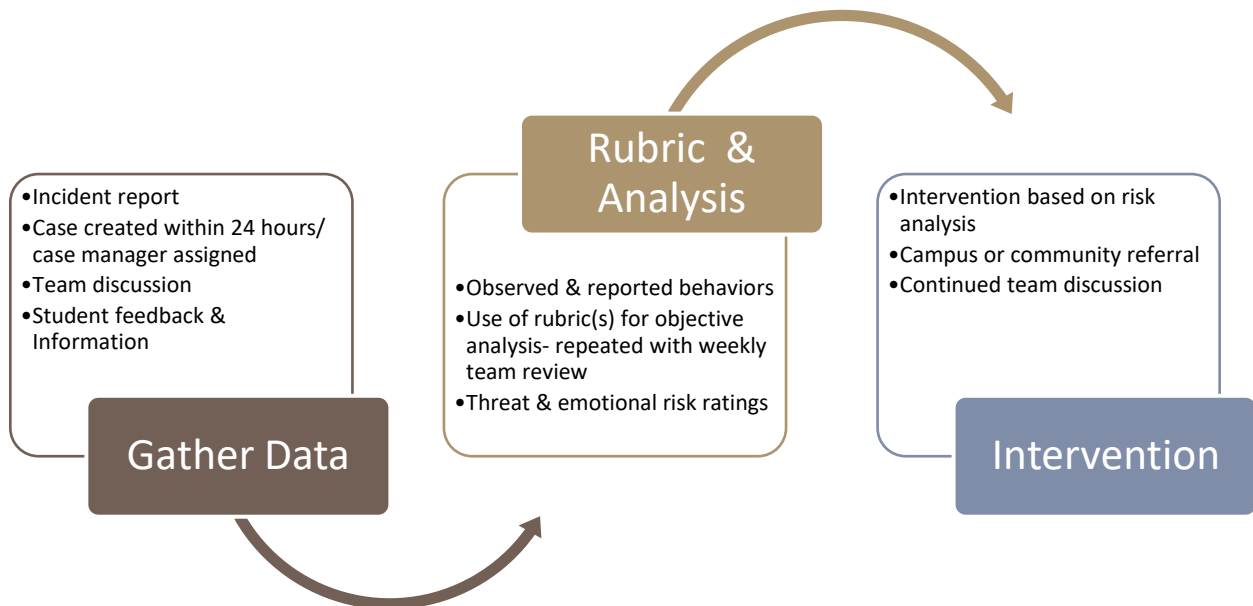 •Incident report
•Case created within 24 hours/
case manager assigned
•Team discussion
•Student feedback &
Information
Gather Data
Rubric &
Analysis
•Observed & reported behaviors
•Use of rubric(s) for objective
analysis- repeated with weekly
team review
•Threat & emotional risk ratings
•Intervention based on risk
analysis
•Campus or community referral
•Continued team discussion
Intervention